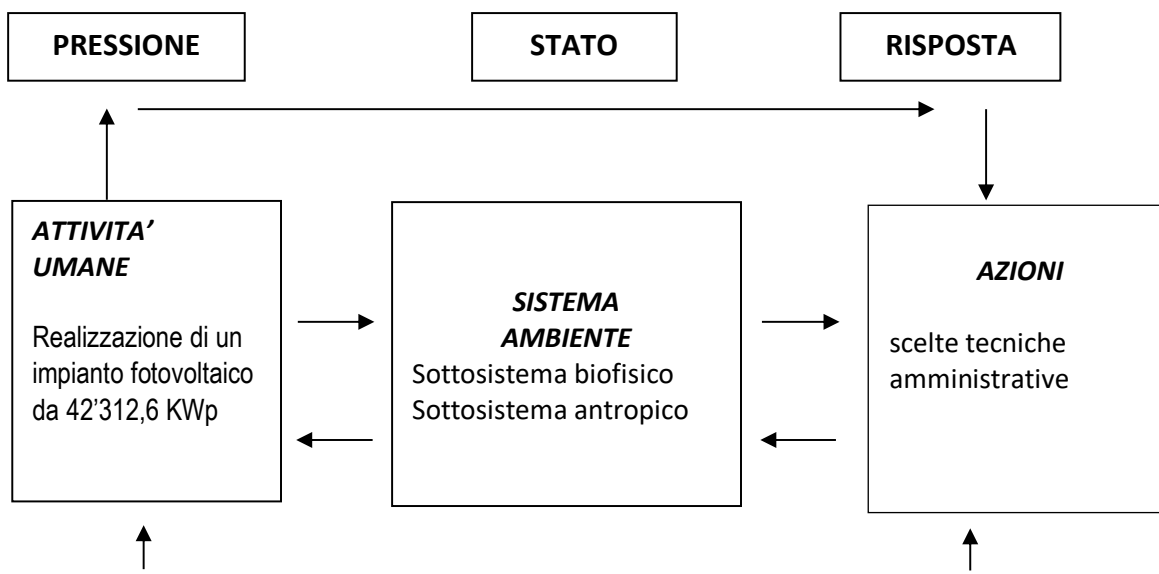 PRESSIONE
STATO
RISPOSTA
ATTIVITA’
UMANE
Realizzazione di un
impianto fotovoltaico
da 42’312,6 KWp
SISTEMA
AMBIENTE
Sottosistema biofisico
Sottosistema antropico
AZIONI
scelte tecniche
amministrative